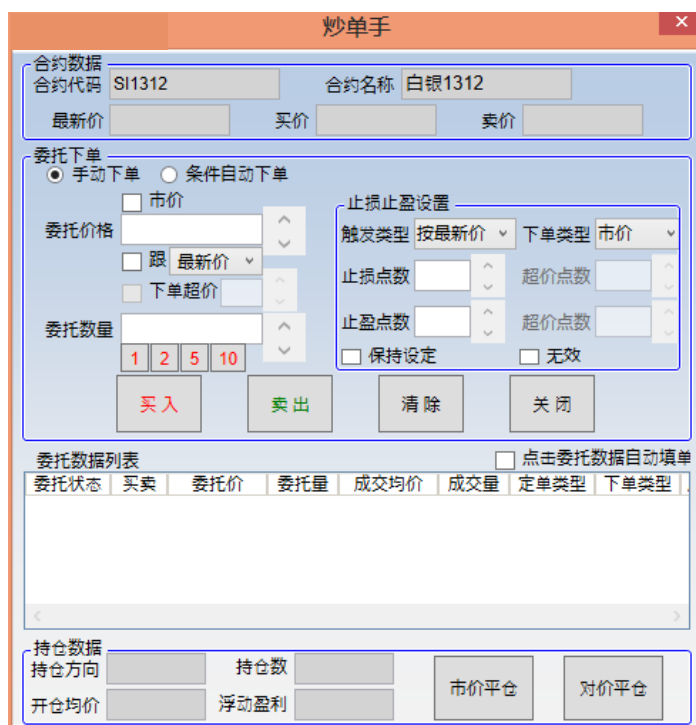 炒单手
合约数据
合约代码 SI1312 合约名称 白银1312
最新价 买价 卖价
委托下单
手动下单 条件自动下单
市价
止损止盈设置
委托价格
触发类型 按最新价 下单类型 市价
跟 最新价
止损点数 超价点数
下单超价
委托数量
止盈点数 超价点数
1 2 5 10
保持设定 无效
买入 卖出 清除 关闭
委托数据列表 点击委托数据自动填单
委托状态 买卖 委托价 委托量 成交均价 成交量 定单类型 下单类型
持仓数据
持仓方向 持仓数
市价平仓 对价平仓
开仓均价 浮动盈利